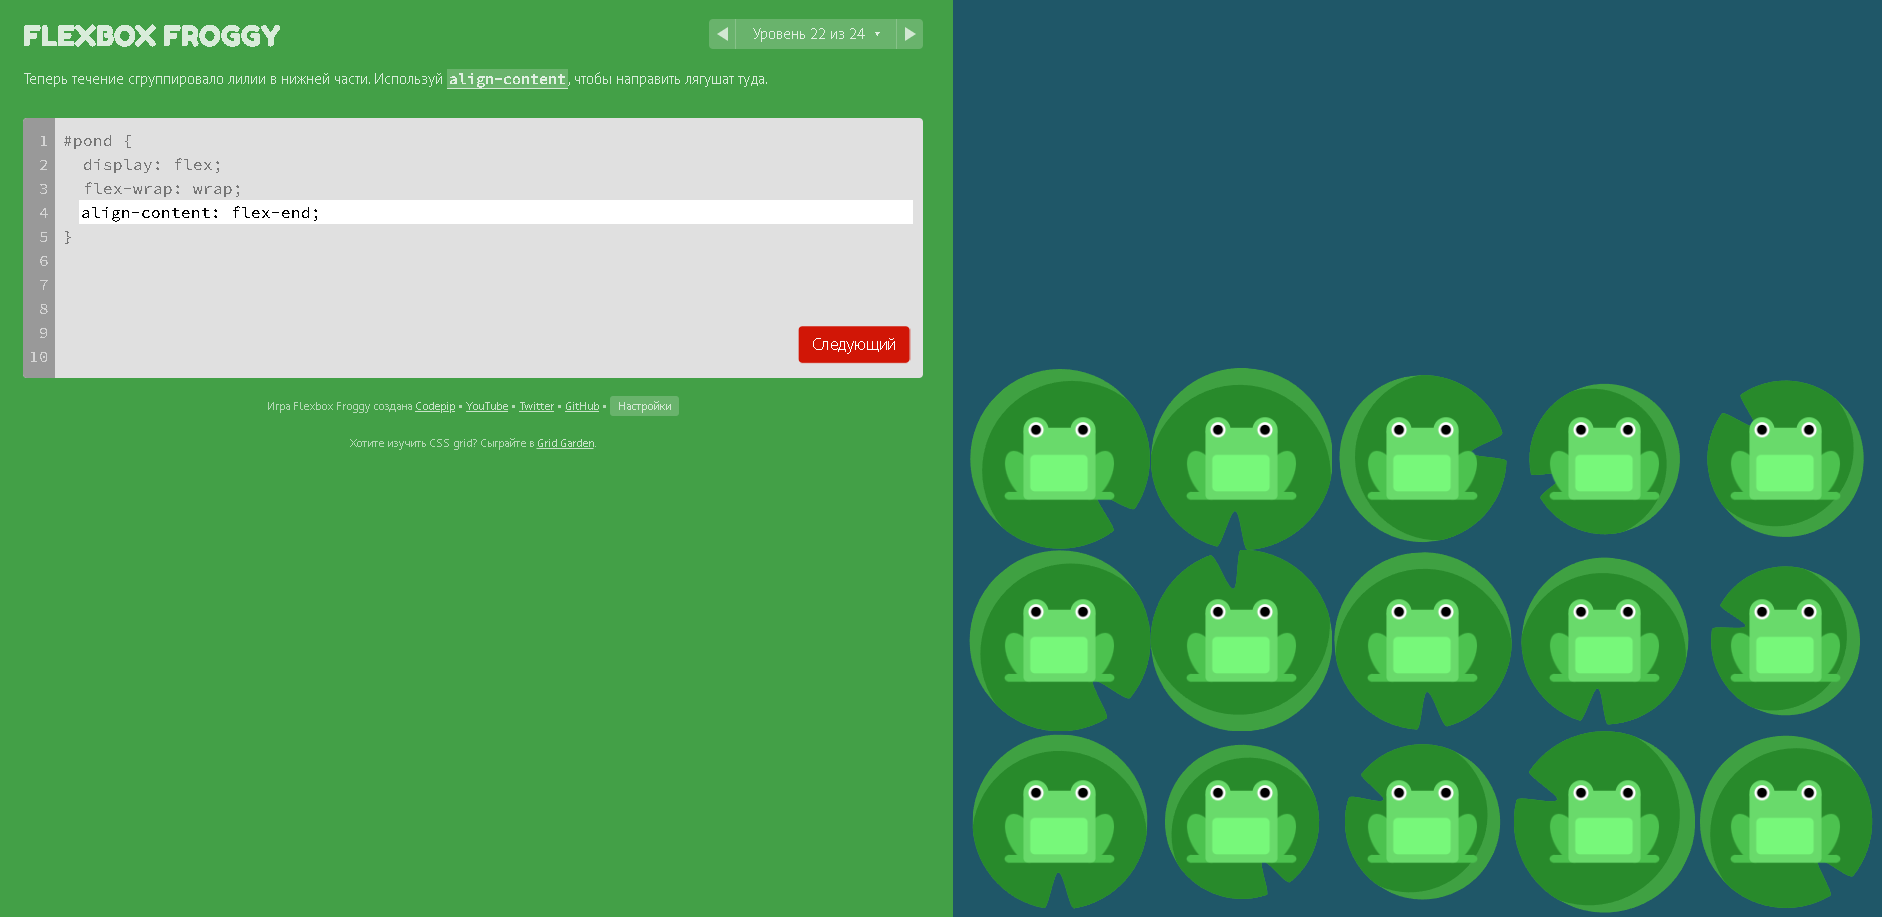 FLEXBOX FROGGY
Уровень 22 из 24
Теперь течение сгруппировало лилии в нижней части. Используй align-content, чтобы направить лягушат туда.
1 #pond {
2 display: flex;
3 flex-wrap: wrap;
4 align-content: flex-end;
5 }
6
7
8
9
10
Следующий
Игра Flexbox Froggy создана Codepip • YouTube • Twitter • GitHub • Настройки
Хотите изучить CSS grid? Сыграйте в Grid Garden.